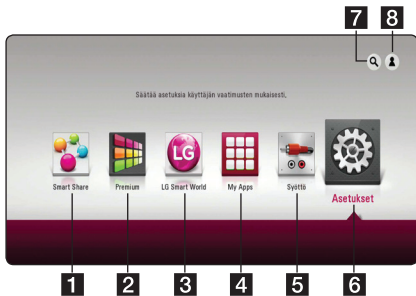 7 8
Säätää asetuksia käyttäjän vaatimusten mukaisesti.
LG
Smart Share Premium LG Smart World My Apps Syöttö Asetukset
1 2 3 4 5 6